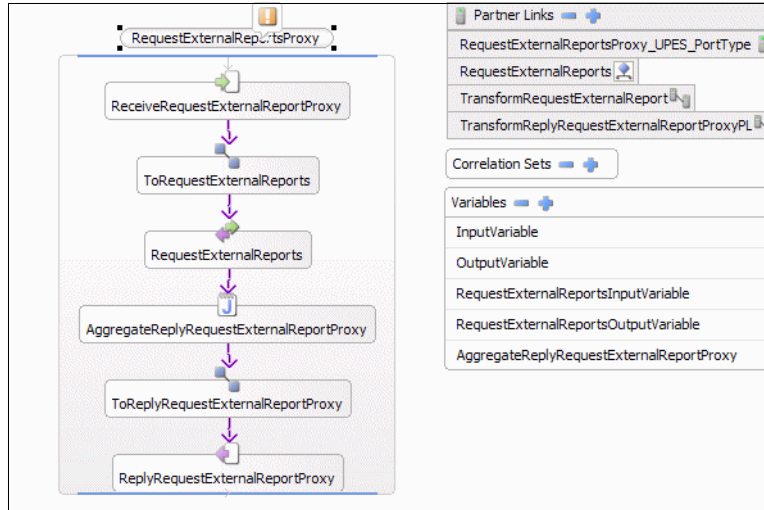 RequestExternalReportsProxy
ReceiveRequestExternalReportProxy
ToRequestExternalReports
RequestExternalReports
J
AggregateReplyRequestExternalReportProxy
ToReplyRequestExternalReportProxy
ReplyRequestExternalReportProxy
Partner Links
RequestExternalReportsProxy_UPES_PortType
RequestExternalReports
TransformRequestExternalReport
TransformReplyRequestExternalReportProxyPL
Correlation Sets
Variables
InputVariable
OutputVariable
RequestExternalReportsInputVariable
RequestExternalReportsOutputVariable
AggregateReplyRequestExternalReportProxy